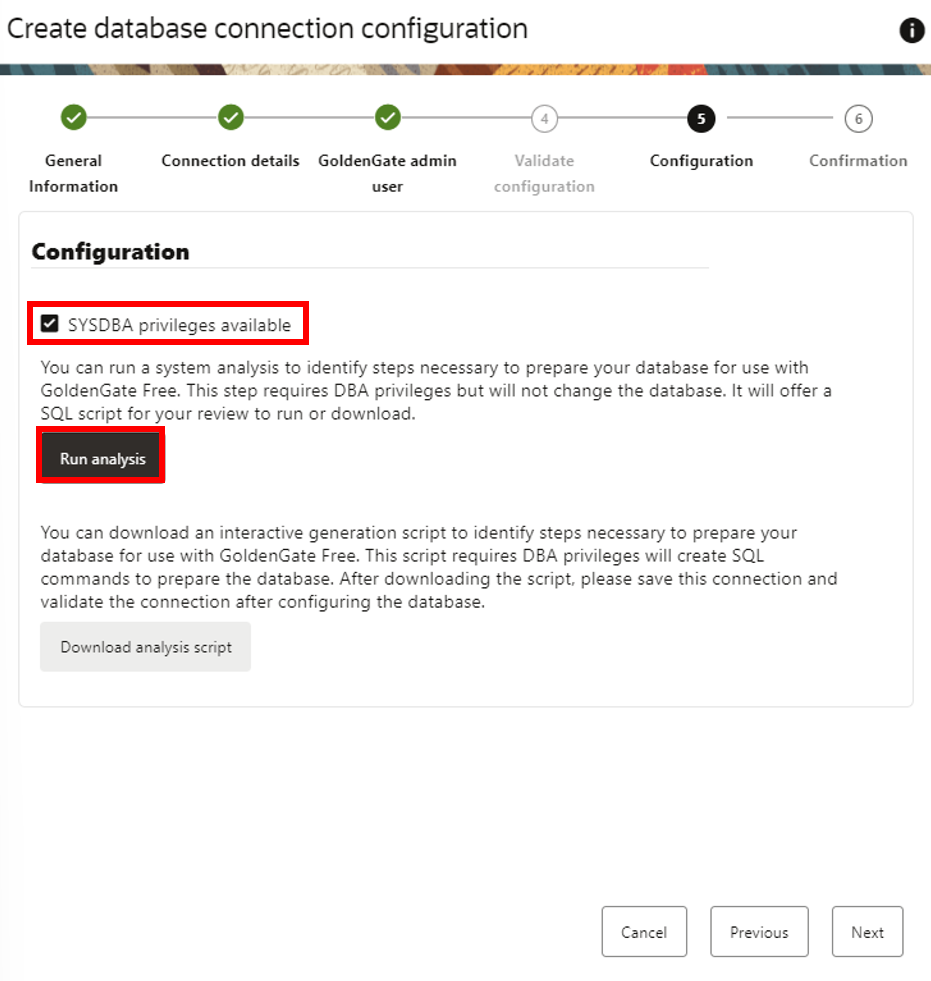 Create database connection configuration
i
4
5
6
General
Information
Connection details
GoldenGate admin
user
Validate
configuration
Configuration
Confirmation
Configuration
SYSDBA privileges available
You can run a system analysis to identify steps necessary to prepare your database for use with
GoldenGate Free. This step requires DBA privileges but will not change the database. It will offer a
SQL script for your review to run or download.
Run analysis
You can download an interactive generation script to identify steps necessary to prepare your
database for use with GoldenGate Free. This script requires DBA privileges will create SQL
commands to prepare the database. After downloading the script, please save this connection and
validate the connection after configuring the database.
Download analysis script
Cancel
Previous
Next